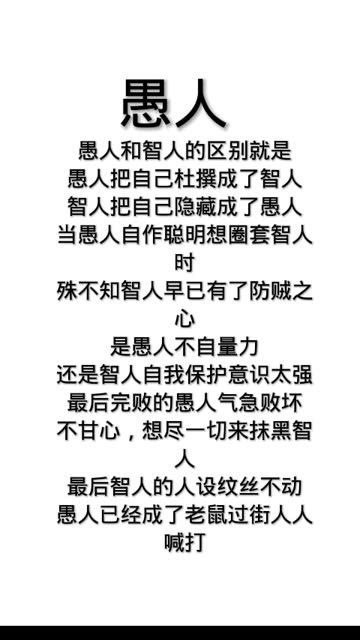 愚人
愚人和智人的区别就是
愚人把自己杜撰成了智人
智人把自己隐藏成了愚人
当愚人自作聪明想圈套智人
时
殊不知智人早已有了防贼之
心
是愚人不自量力
还是智人自我保护意识太强
最后完败的愚人气急败坏
不甘心，想尽一切来抹黑智
人
最后智人的人设纹丝不动
愚人已经成了老鼠过街人人
喊打